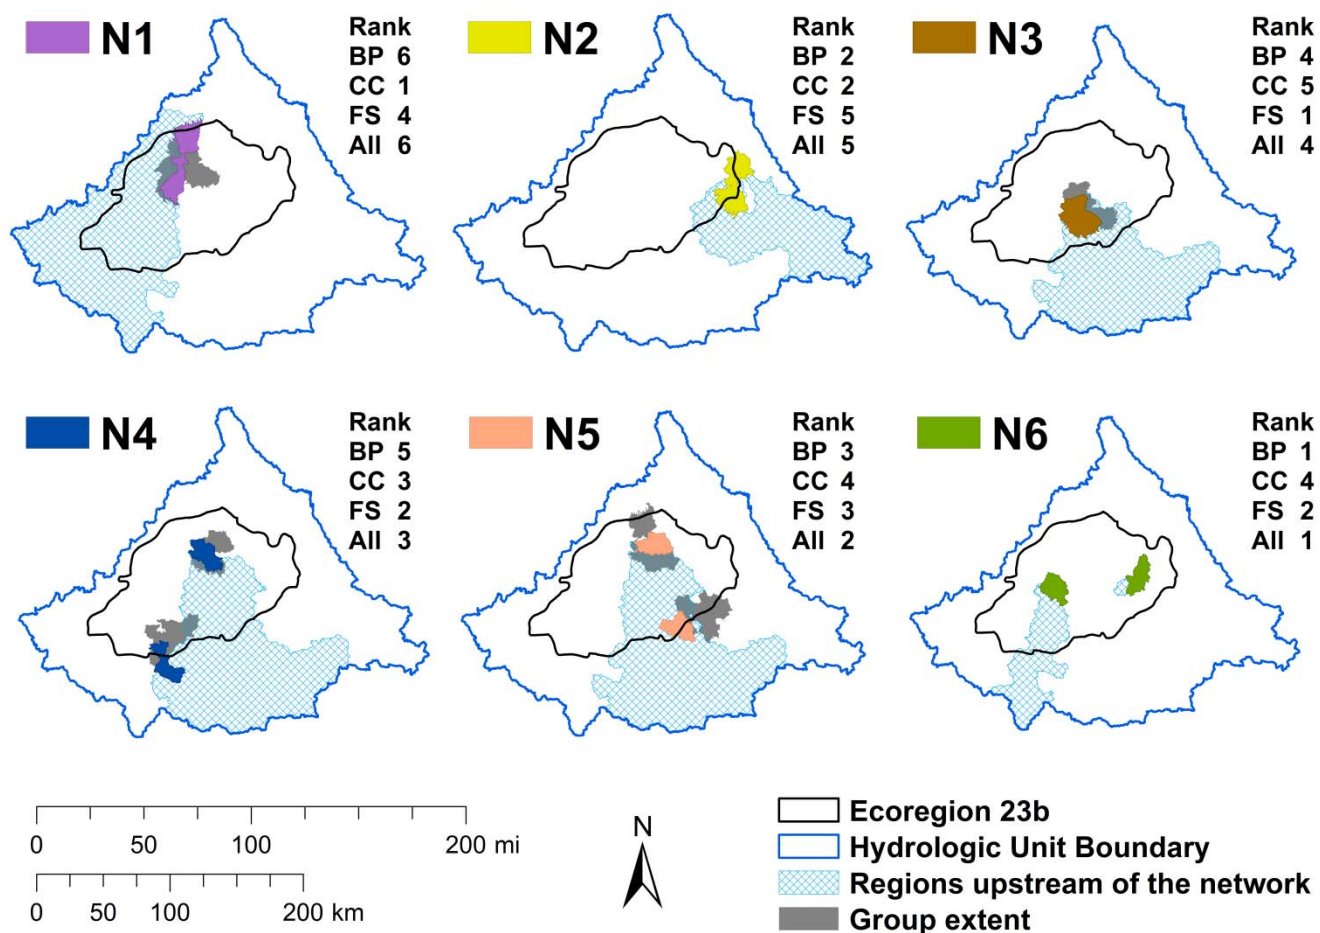 N1
Rank
BP 6
CC 1
FS 4
All 6
N2
Rank
BP 2
CC 2
FS 5
All 5
N3
Rank
BP 4
CC 5
FS 1
All 4
N4
Rank
BP 5
CC 3
FS 2
All 3
N5
Rank
BP 3
CC 4
FS 3
All 2
N6
Rank
BP 1
CC 4
FS 2
All 1
0 50 100 200 mi
0 50 100 200 km
N
Ecoregion 23b
Hydrologic Unit Boundary
Regions upstream of the network
Group extent